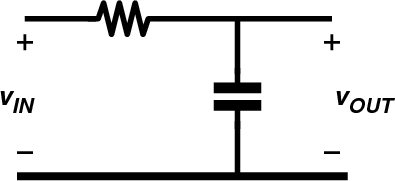 + +
vIN vOUT
– –